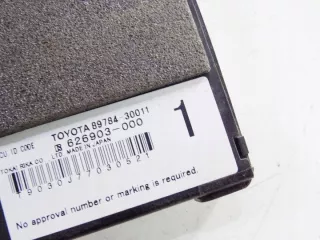 CU. ID CODE TOYOTA 89784-30011
626903-000
TOKAI RIKA CO., LTD. MADE IN JAPAN
19030J77030521
No approval number or marking is required.
1